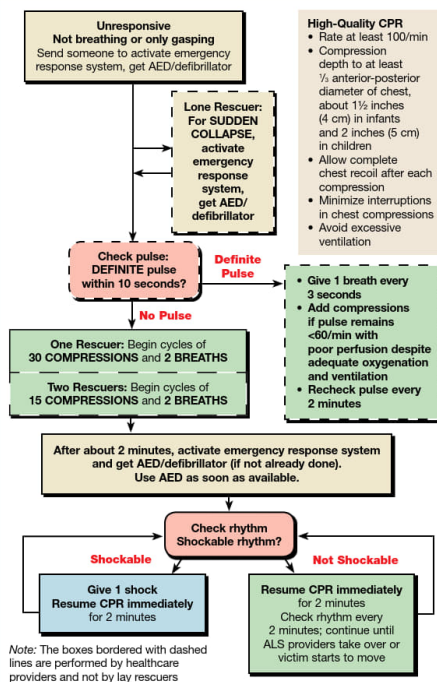 Unresponsive
Not breathing or only gasping
Send someone to activate emergency
response system, get AED/defibrillator
High-Quality CPR
• Rate at least 100/min
• Compression
depth to at least
⅓ anterior-posterior
diameter of chest,
about 1½ inches
(4 cm) in infants
and 2 inches (5 cm)
in children
• Allow complete
chest recoil after each
compression
• Minimize interruptions
in chest compressions
• Avoid excessive
ventilation
Lone Rescuer:
For SUDDEN
COLLAPSE,
activate
emergency
response
system,
get AED/
defibrillator
Check pulse:
DEFINITE pulse
within 10 seconds?
Definite
Pulse
• Give 1 breath every
3 seconds
• Add compressions
if pulse remains
<60/min with
poor perfusion despite
adequate oxygenation
and ventilation
• Recheck pulse every
2 minutes
No Pulse
One Rescuer: Begin cycles of
30 COMPRESSIONS and 2 BREATHS
Two Rescuers: Begin cycles of
15 COMPRESSIONS and 2 BREATHS
After about 2 minutes, activate emergency response system
and get AED/defibrillator (if not already done).
Use AED as soon as available.
Check rhythm
Shockable rhythm?
Shockable
Not Shockable
Give 1 shock
Resume CPR immediately
for 2 minutes
Resume CPR immediately
for 2 minutes
Check rhythm every
2 minutes; continue until
ALS providers take over or
victim starts to move
Note: The boxes bordered with dashed
lines are performed by healthcare
providers and not by lay rescuers